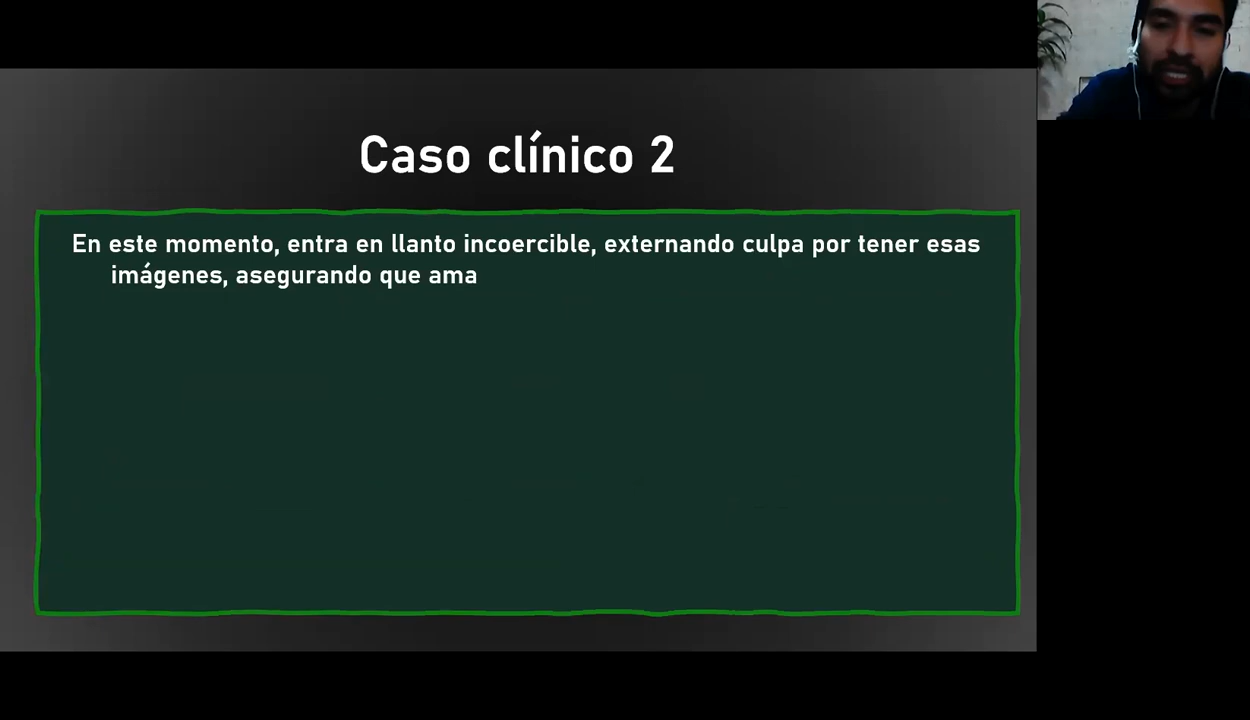 Caso clínico 2
En este momento, entra en llanto incoercible, externando culpa por tener esas
imágenes, asegurando que ama